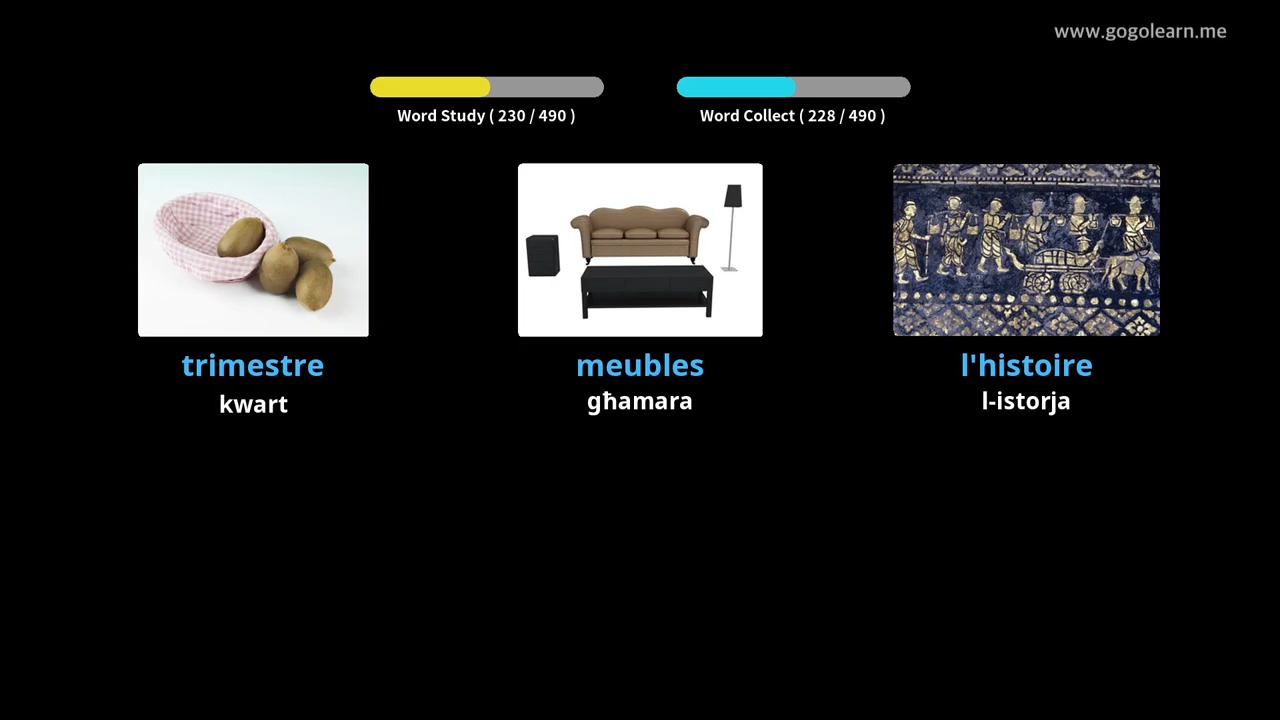 www.gogolearn.me
Word Study ( 230 / 490 )
Word Collect ( 228 / 490 )
trimestre
kwart
meubles
għamara
l'histoire
l-istorja